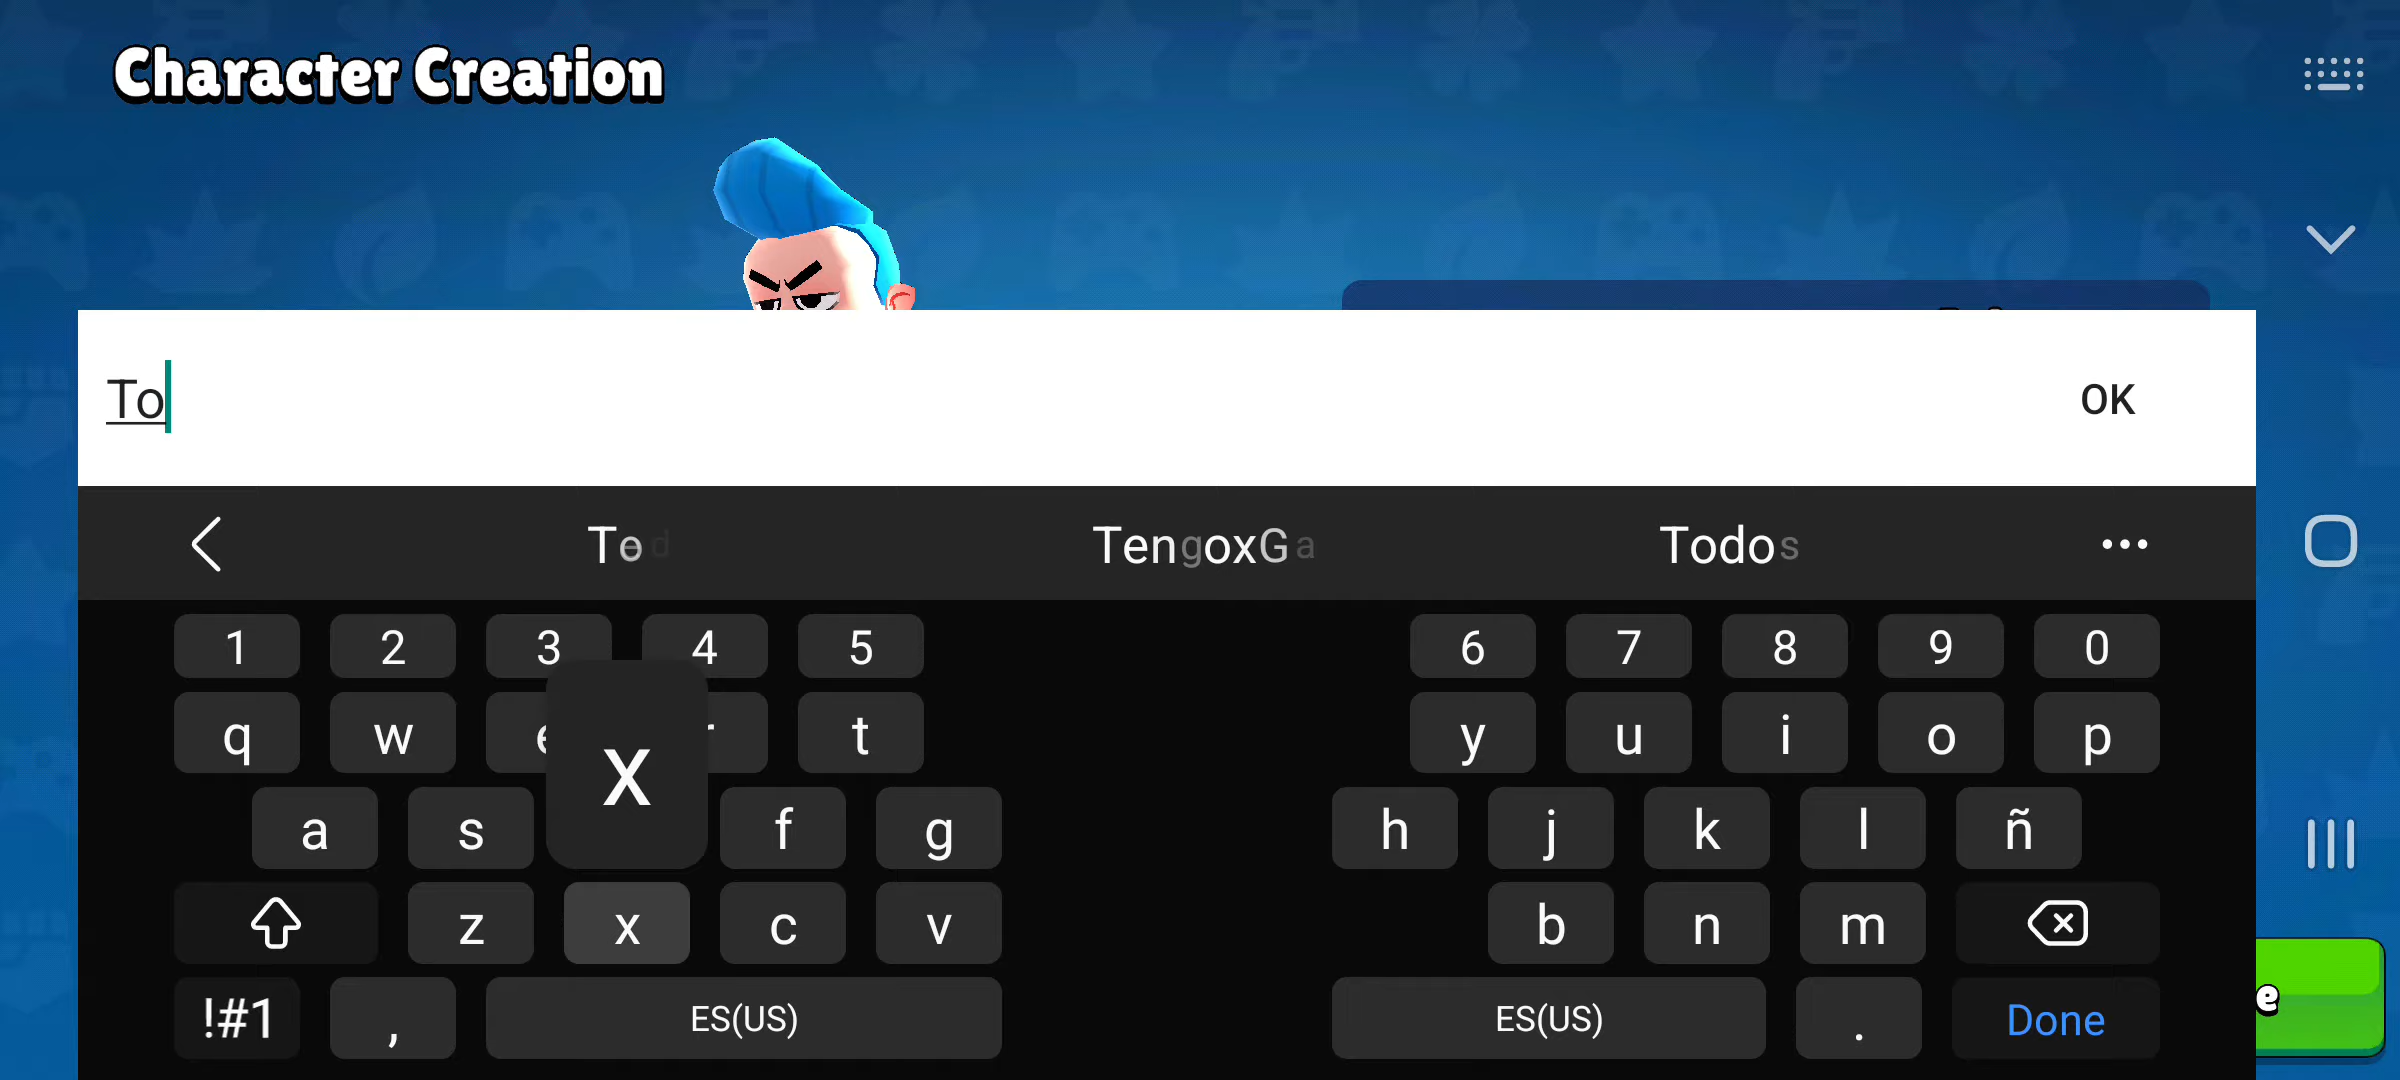 Character Creation
To
OK
TengoxGa
Todos
1 2 3 4 5 6 7 8 9 0
q w e r t y u i o p
x
a s f g h j k l ñ
z x c v b n m
!#1 , ES(US) ES(US) . Done
e